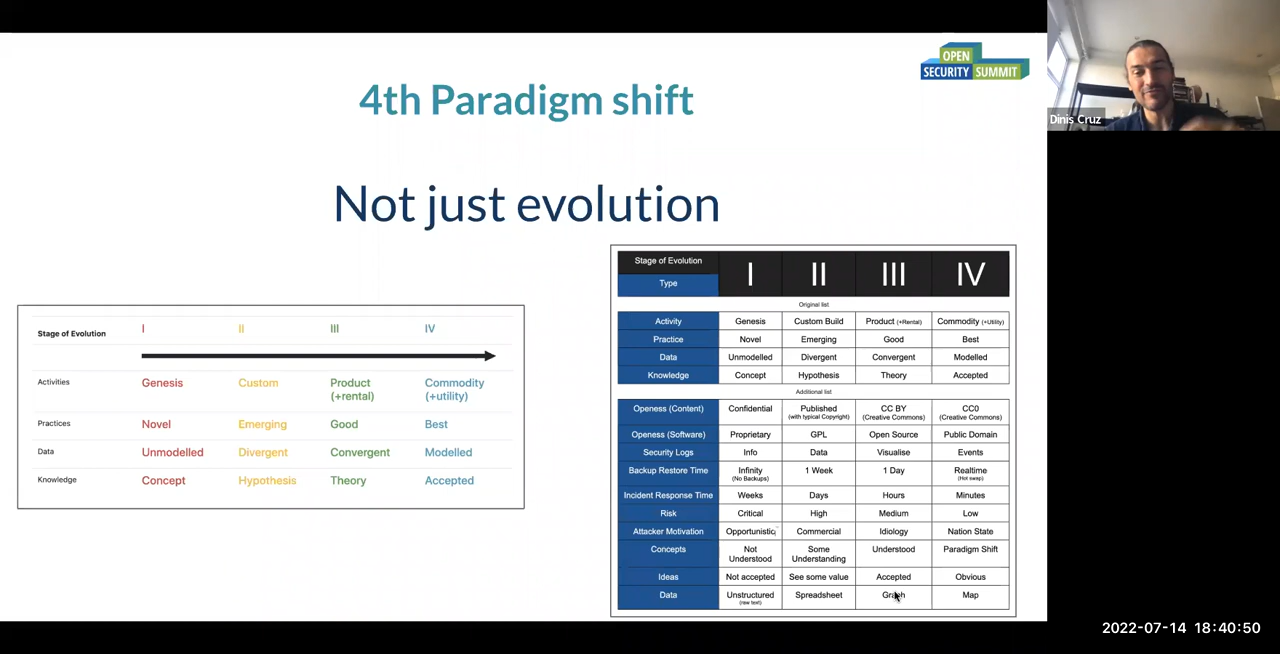 OPEN
SECURITY SUMMIT
Dinis Cruz
4th Paradigm shift
Not just evolution
Stage of Evolution I II III IV
Activities Genesis Custom Product (+rental) Commodity (+utility)
Practices Novel Emerging Good Best
Data Unmodelled Divergent Convergent Modelled
Knowledge Concept Hypothesis Theory Accepted
Stage of Evolution
Type I II III IV
Original list
Activity Genesis Custom Build Product (+Rental) Commodity (+Utility)
Practice Novel Emerging Good Best
Data Unmodelled Divergent Convergent Modelled
Knowledge Concept Hypothesis Theory Accepted
Additional list
Openess (Content) Confidential Published (with typical Copyright) CC BY (Creative Commons) CC0 (Creative Commons)
Openess (Software) Proprietary GPL Open Source Public Domain
Security Logs Info Data Visualise Events
Backup Restore Time Infinity (No Backups) 1 Week 1 Day Realtime (Hot swap)
Incident Response Time Weeks Days Hours Minutes
Risk Critical High Medium Low
Attacker Motivation Opportunistic Commercial Idiology Nation State
Concepts Not Understood Some Understanding Understood Paradigm Shift
Ideas Not accepted See some value Accepted Obvious
Data Unstructured (raw text) Spreadsheet Graph Map
2022-07-14 18:40:50